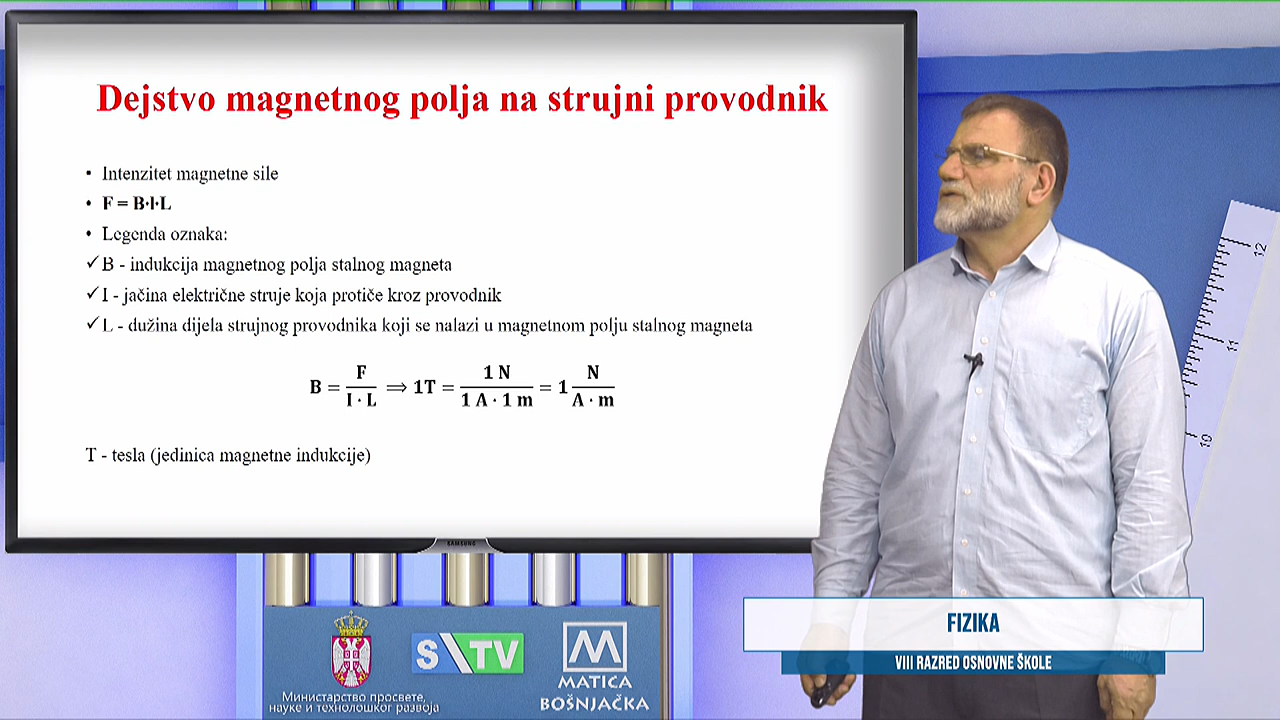 Dejstvo magnetnog polja na strujni provodnik
• Intenzitet magnetne sile
• F = B·I·L
• Legenda oznaka:
✓ B - indukcija magnetnog polja stalnog magneta
✓ I - jačina električne struje koja protiče kroz provodnik
✓ L - dužina dijela strujnog provodnika koji se nalazi u magnetnom polju stalnog magneta
B = F / (I · L) ⟹ 1T = 1 N / (1 A · 1 m) = 1 N / (A · m)
T - tesla (jedinica magnetne indukcije)
SAMSUNG
12
11
10
FIZIKA
VIII RAZRED OSNOVNE ŠKOLE
Министарство просвете,
науке и технолошког развоја
S TV
M
MATICA
BOŠNJAČKA